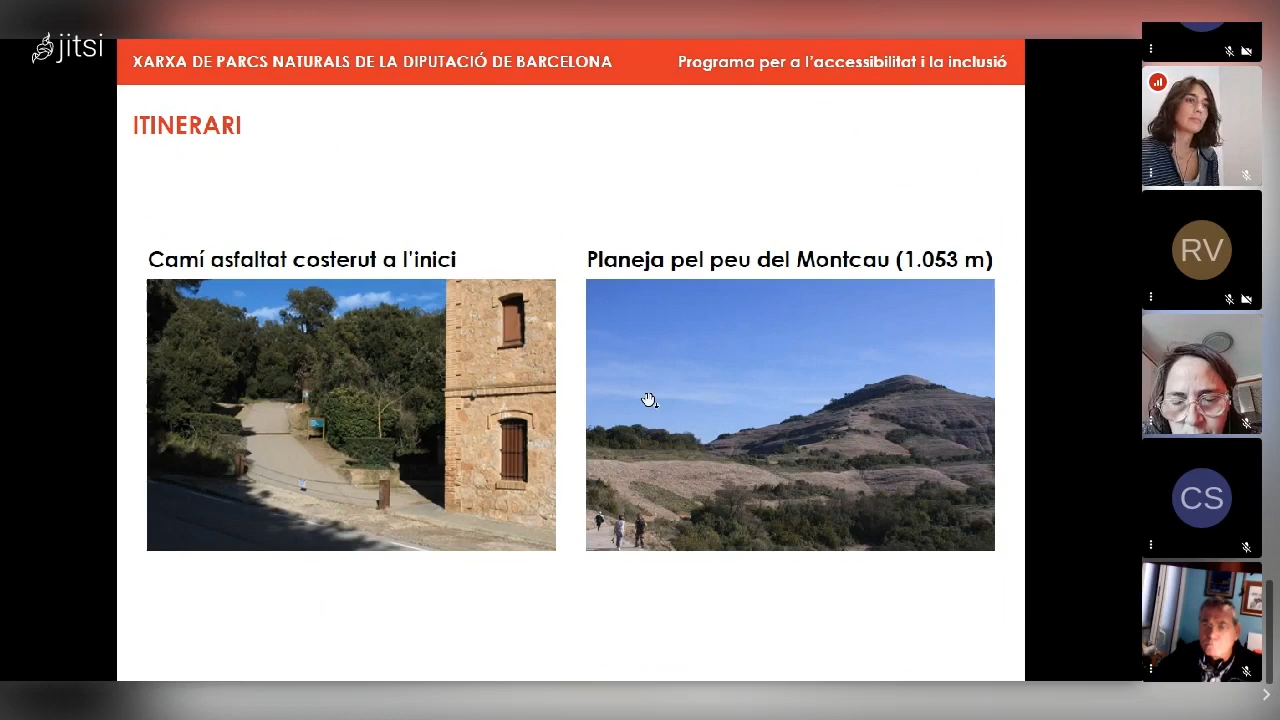 jitsi
XARXA DE PARCS NATURALS DE LA DIPUTACIÓ DE BARCELONA
Programa per a l'accessibilitat i la inclusió
ITINERARI
Camí asfaltat costerut a l'inici
Planeja pel peu del Montcau (1.053 m)
RV
CS